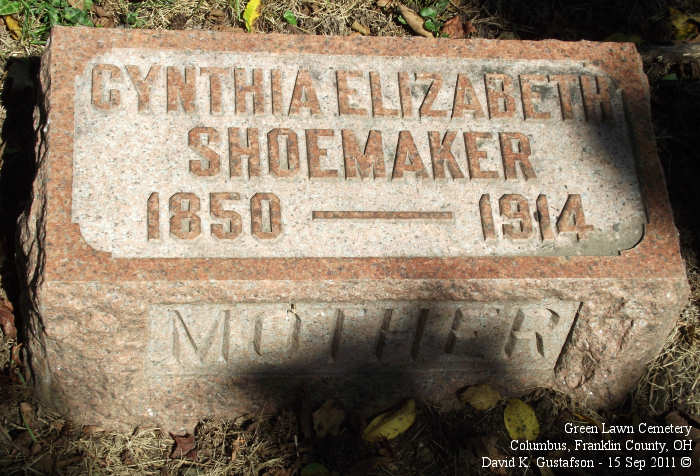 CYNTHIA ELIZABETH
SHOEMAKER
1850 — 1914
MOTHER
Green Lawn Cemetery
Columbus, Franklin County, OH
David K. Gustafson - 15 Sep 2011 ©